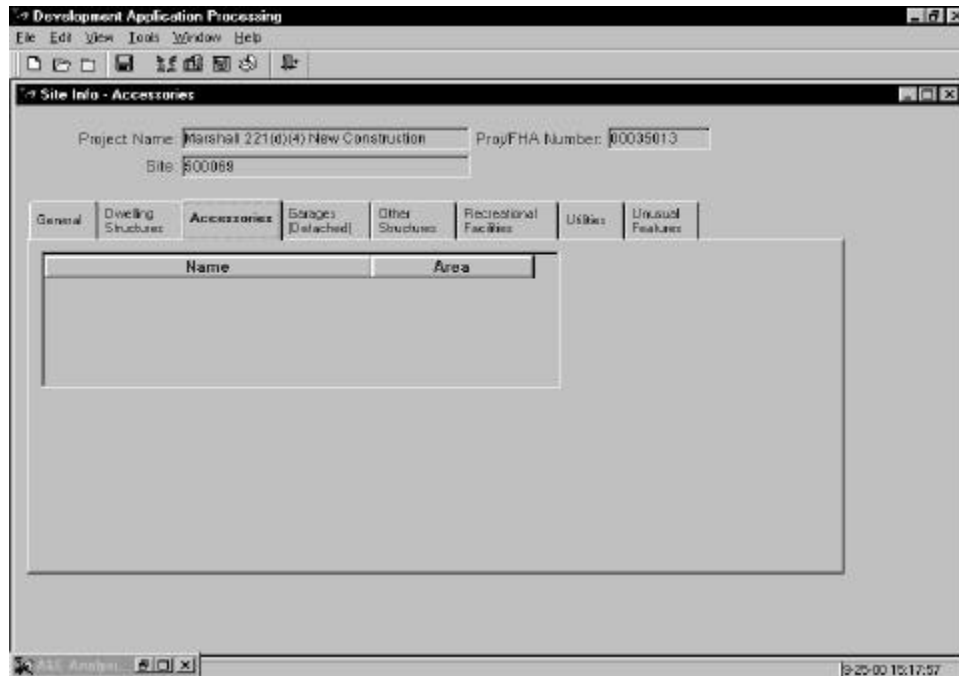 Development Application Processing
File Edit View Tools Window Help
Site Info - Accessories
Project Name: Marshall 221(d)(4) New Construction Proj/FHA Number: 00035013
Site: S00069
General Dwelling Structures Accessories Garages (Detached) Other Structures Recreational Facilities Utilities Unusual Features
Name Area
9-25-00 15:17:57